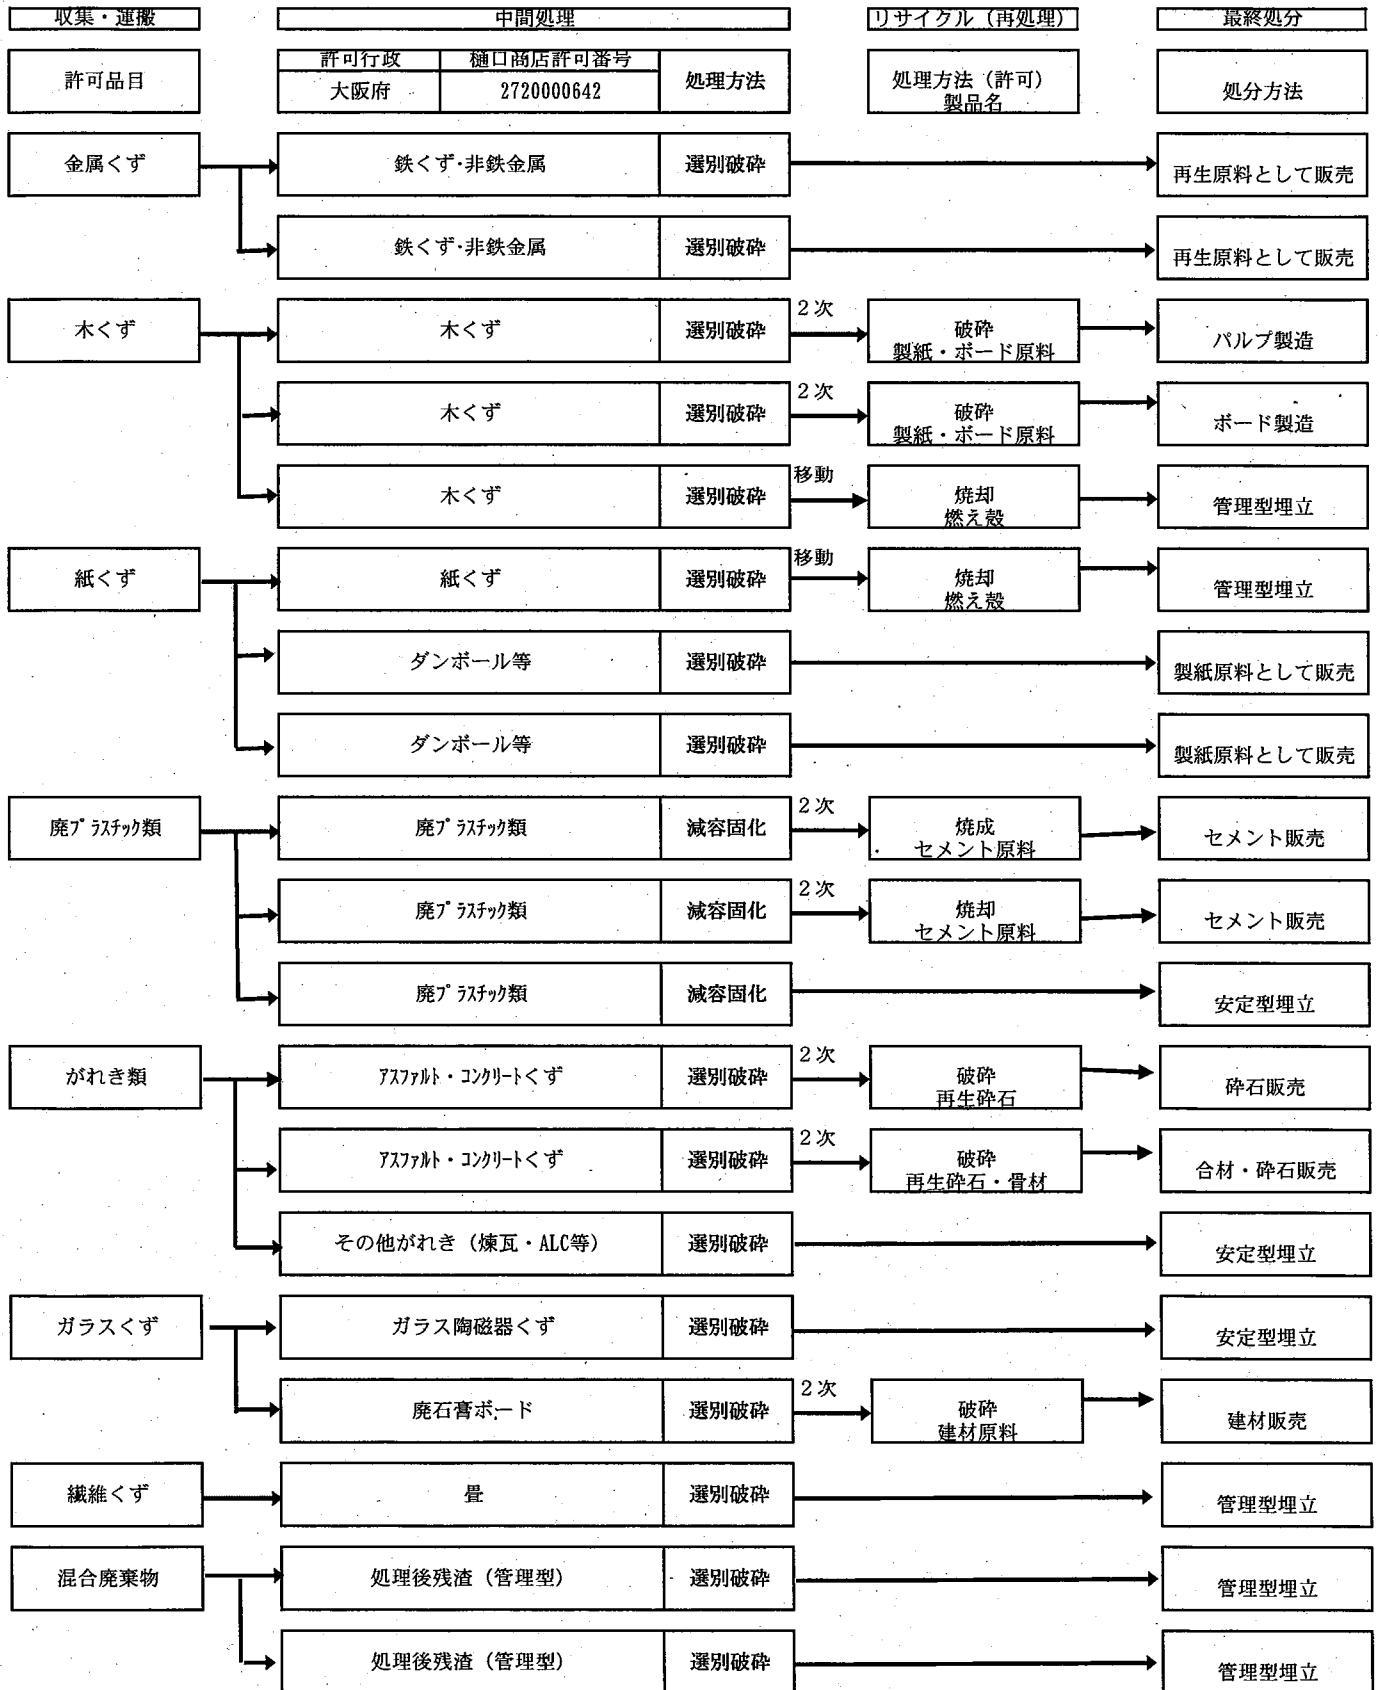 収集・運搬
中間処理
リサイクル（再処理）
最終処分
許可品目
許可行政
樋口商店許可番号
大阪府
2720000642
処理方法
処理方法（許可）
製品名
処分方法
金属くず
鉄くず･非鉄金属
選別破砕
再生原料として販売
鉄くず･非鉄金属
選別破砕
再生原料として販売
木くず
木くず
選別破砕
2次
破砕
製紙・ボード原料
パルプ製造
木くず
選別破砕
2次
破砕
製紙・ボード原料
ボード製造
木くず
選別破砕
移動
焼却
燃え殻
管理型埋立
紙くず
紙くず
選別破砕
移動
焼却
燃え殻
管理型埋立
ダンボール等
選別破砕
製紙原料として販売
ダンボール等
選別破砕
製紙原料として販売
廃ﾌﾟﾗｽﾁｯｸ類
廃ﾌﾟﾗｽﾁｯｸ類
減容固化
2次
焼成
セメント原料
セメント販売
廃ﾌﾟﾗｽﾁｯｸ類
減容固化
2次
焼却
セメント原料
セメント販売
廃ﾌﾟﾗｽﾁｯｸ類
減容固化
安定型埋立
がれき類
ｱｽﾌｧﾙﾄ・ｺﾝｸﾘｰﾄくず
選別破砕
2次
破砕
再生砕石
砕石販売
ｱｽﾌｧﾙﾄ・ｺﾝｸﾘｰﾄくず
選別破砕
2次
破砕
再生砕石・骨材
合材・砕石販売
その他がれき（煉瓦・ALC等）
選別破砕
安定型埋立
ガラスくず
ガラス陶磁器くず
選別破砕
安定型埋立
廃石膏ボード
選別破砕
2次
破砕
建材原料
建材販売
繊維くず
畳
選別破砕
管理型埋立
混合廃棄物
処理後残渣（管理型）
選別破砕
管理型埋立
処理後残渣（管理型）
選別破砕
管理型埋立